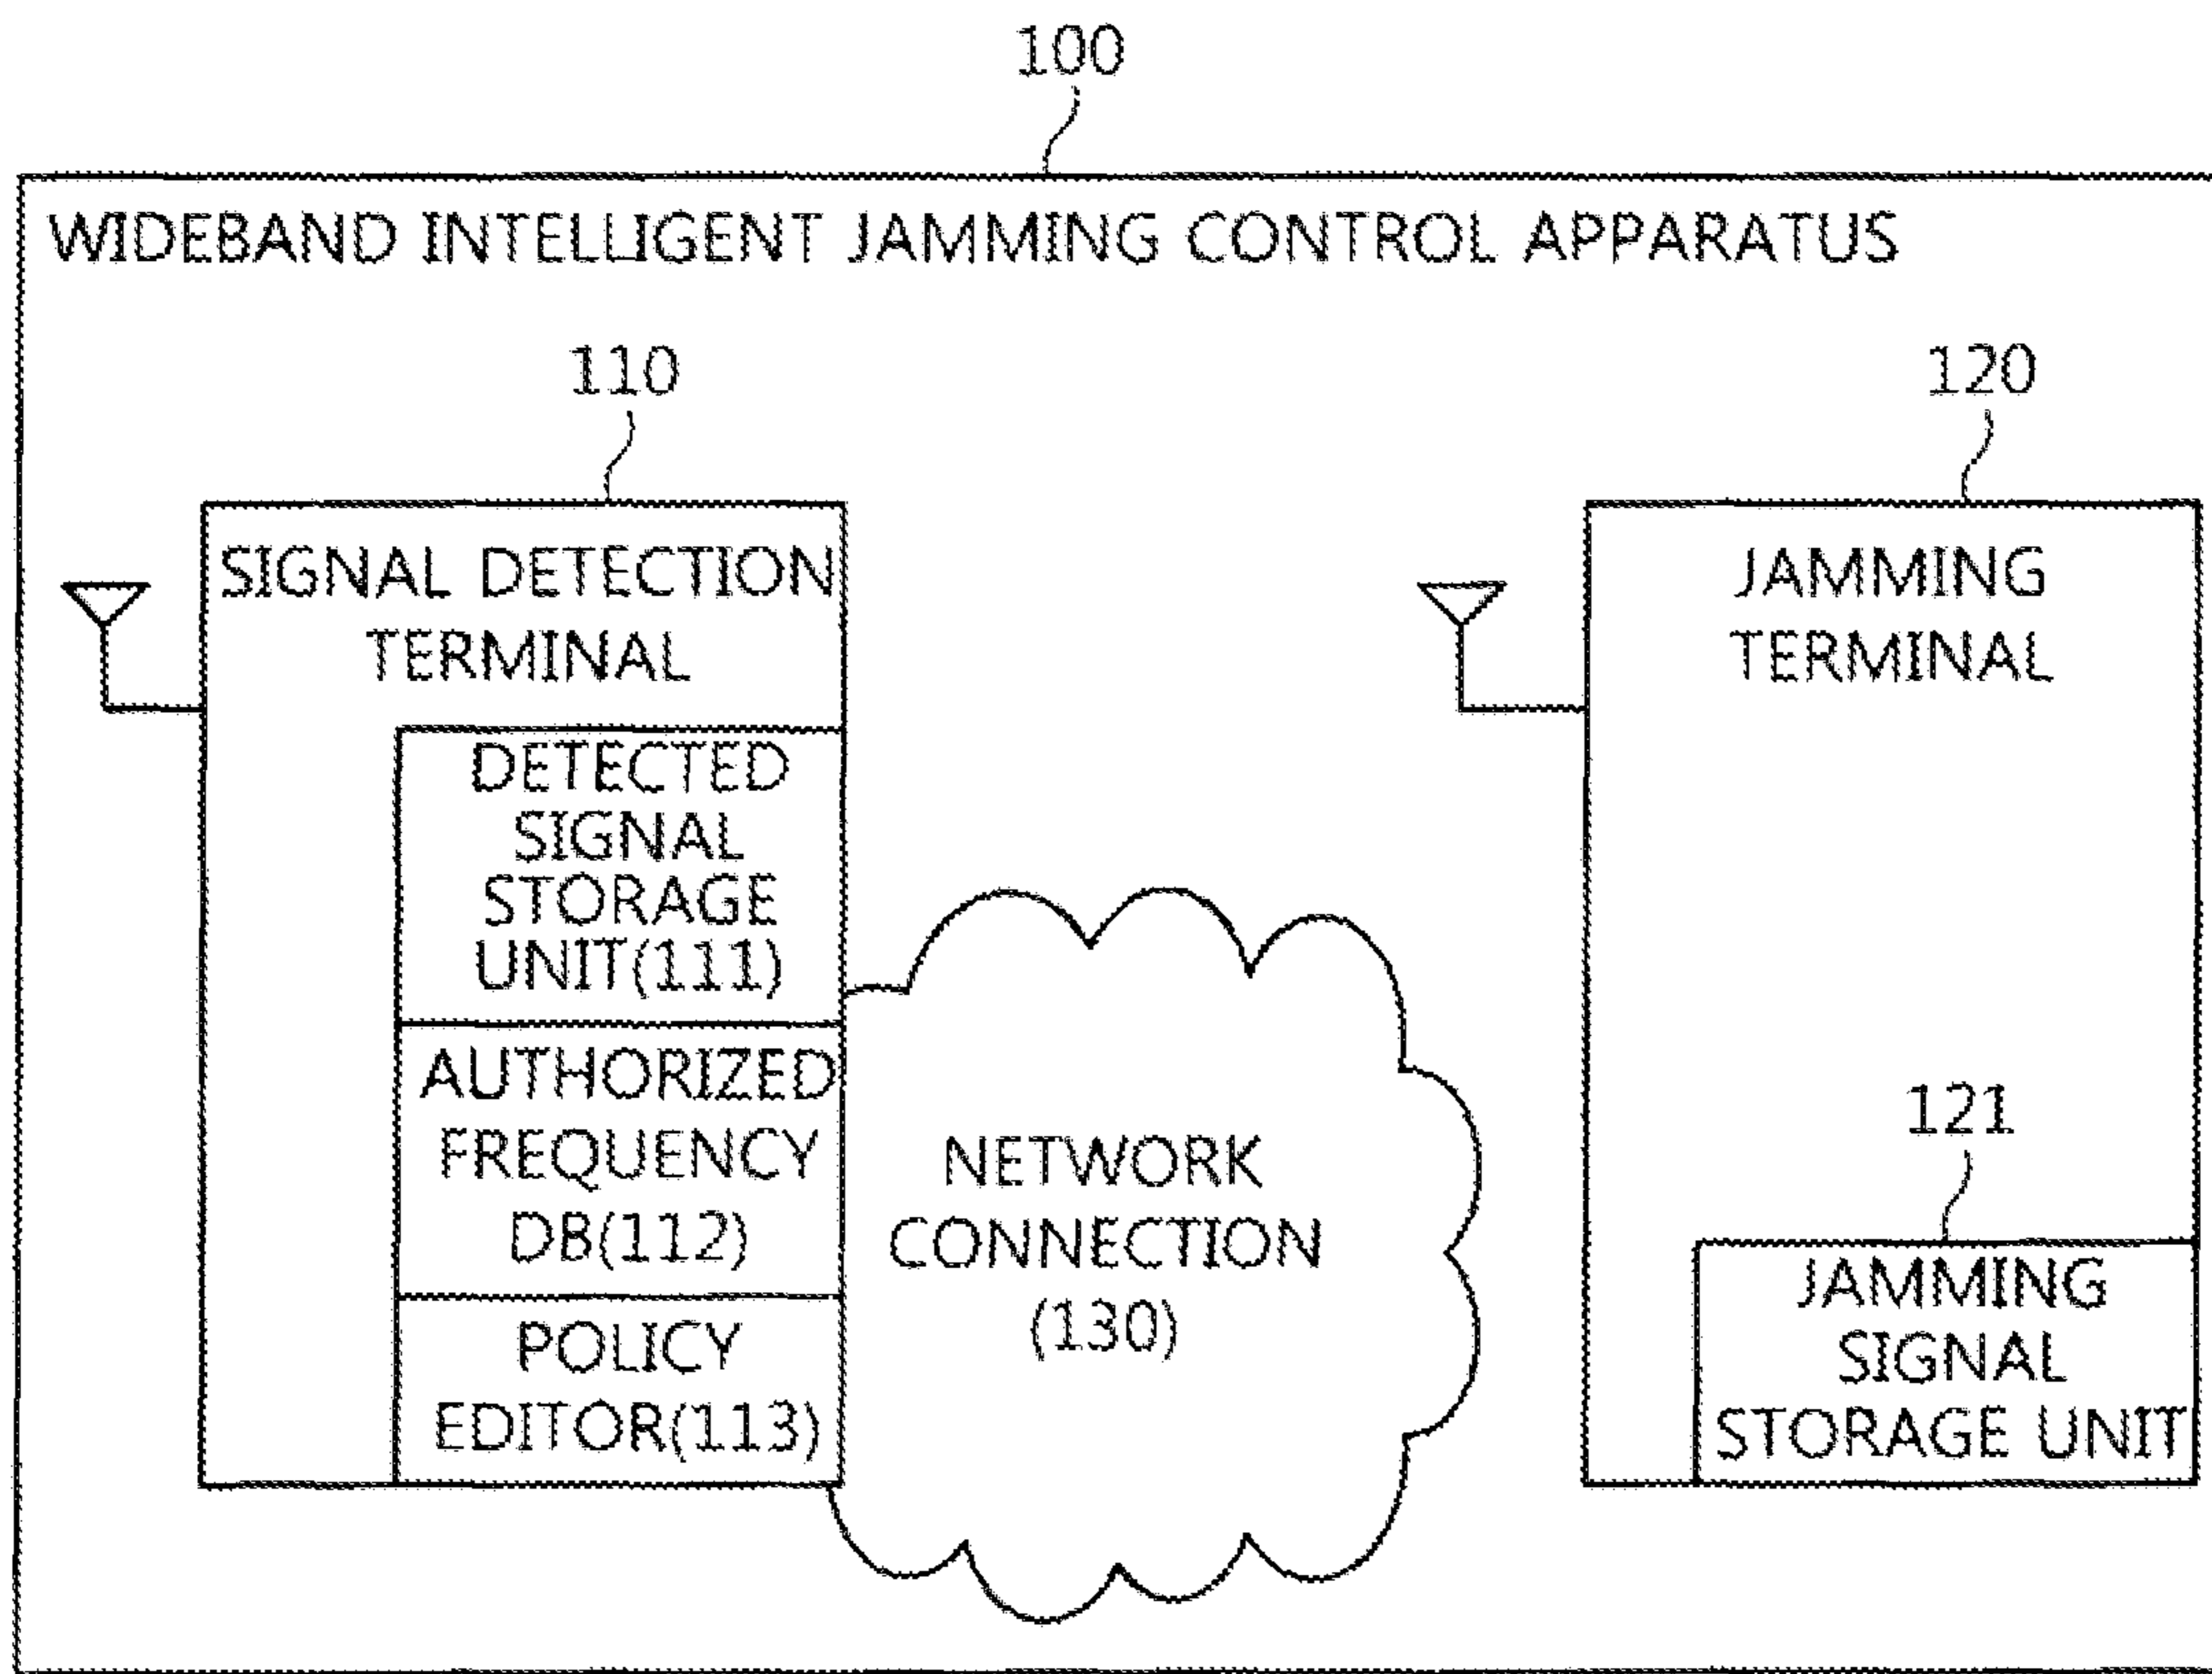 100
WIDEBAND INTELLIGENT JAMMING CONTROL APPARATUS
110
SIGNAL DETECTION
TERMINAL
DETECTED
SIGNAL
STORAGE
UNIT(111)
AUTHORIZED
FREQUENCY
DB(112)
POLICY
EDITOR(113)
NETWORK
CONNECTION
(130)
120
JAMMING
TERMINAL
121
JAMMING
SIGNAL
STORAGE UNIT